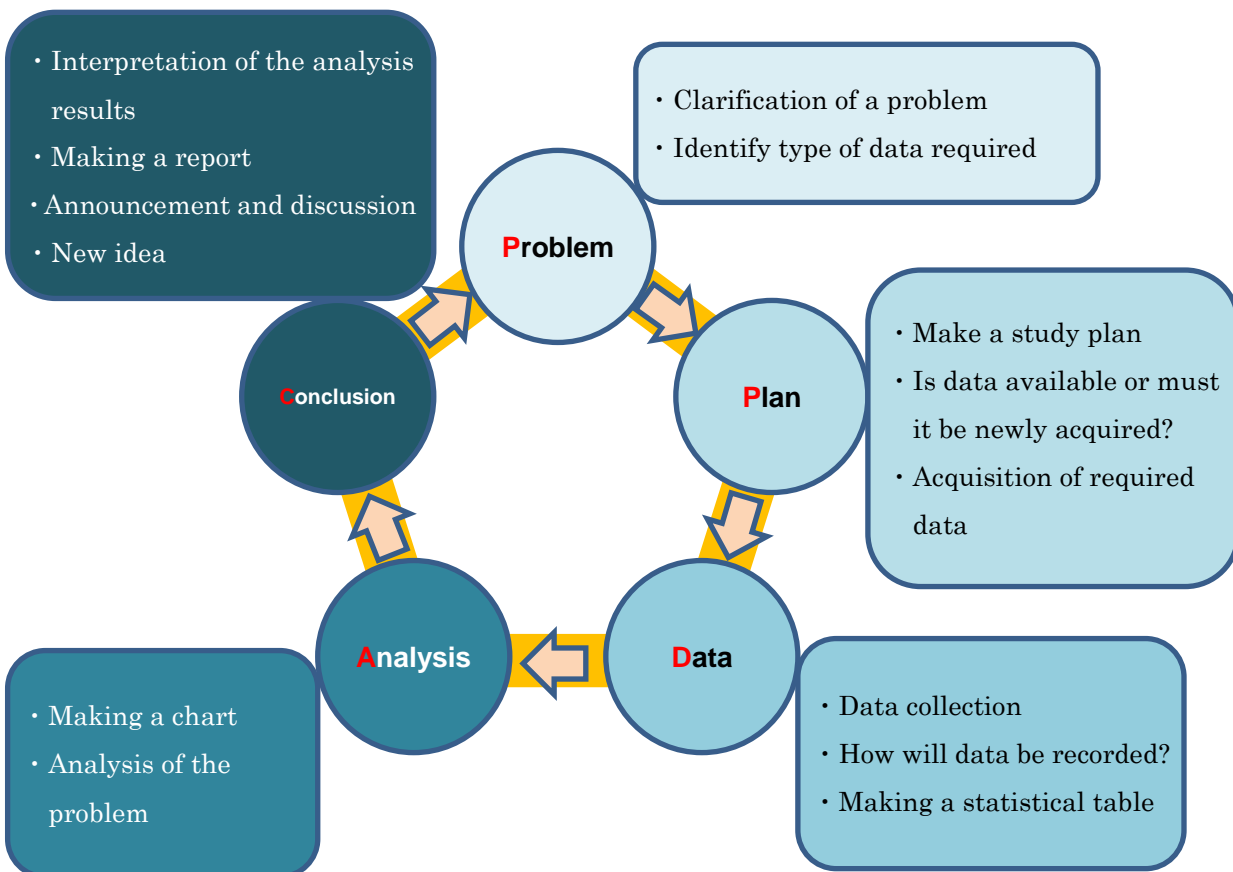 Problem
・Clarification of a problem
・Identify type of data required
Plan
・Make a study plan
・Is data available or must
it be newly acquired?
・Acquisition of required
data
Data
・Data collection
・How will data be recorded?
・Making a statistical table
Analysis
・Making a chart
・Analysis of the
problem
Conclusion
・Interpretation of the analysis
results
・Making a report
・Announcement and discussion
・New idea